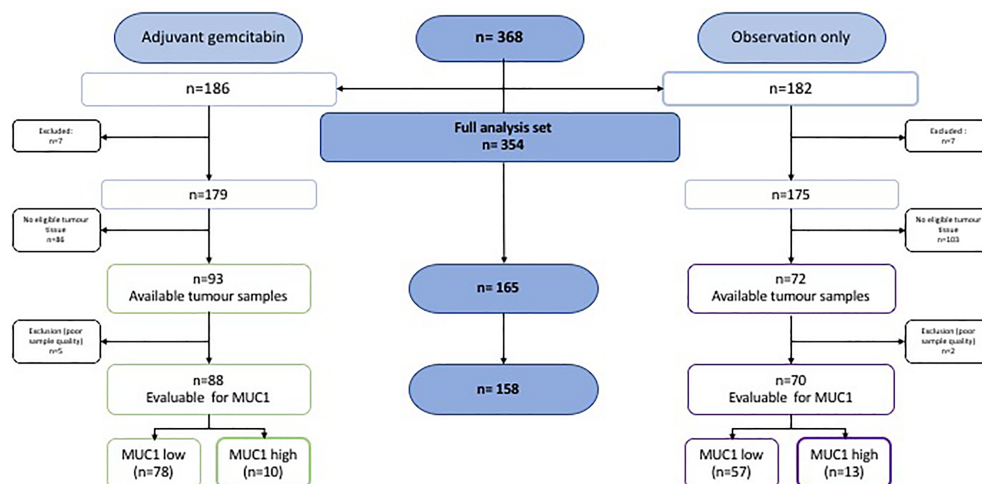 Adjuvant gemcitabin
n= 368
Observation only
n=186
n=182
Excluded:
n=7
Full analysis set
n= 354
Excluded :
n=7
n=179
n=175
No eligible tumour
tissue
n=86
No eligible tumour
tissue
n=103
n=93
Available tumour samples
n= 165
n=72
Available tumour samples
Exclusion (poor
sample quality)
n=5
Exclusion (poor
sample quality)
n=2
n=88
Evaluable for MUC1
n= 158
n=70
Evaluable for MUC1
MUC1 low
(n=78)
MUC1 high
(n=10)
MUC1 low
(n=57)
MUC1 high
(n=13)